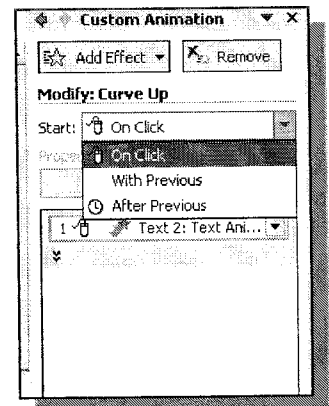 Custom Animation
Add Effect Remove
Modify: Curve Up
Start: On Click
On Click
With Previous
After Previous
1 Text 2: Text Ani...